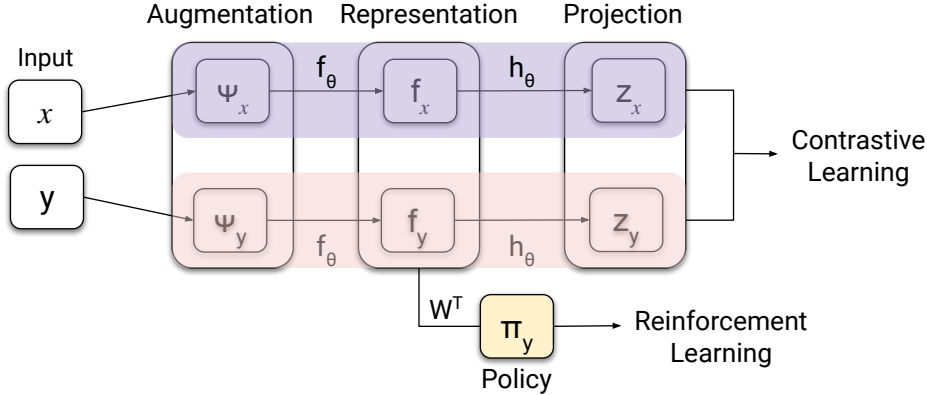 Augmentation Representation Projection
Input
x
Ψx
fθ
fx
hθ
zx
Contrastive
Learning
y
Ψy
fθ
fy
hθ
zy
Wᵀ
πy
Policy
Reinforcement
Learning